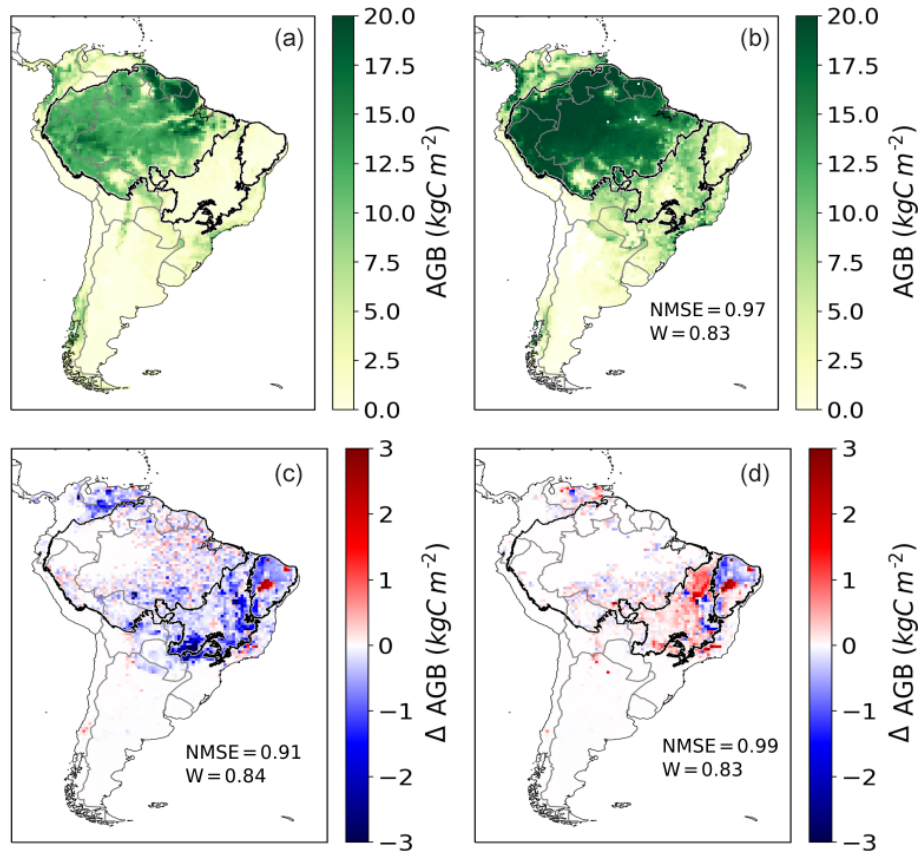 (a)
20.0
17.5
15.0
12.5
10.0
7.5
5.0
2.5
0.0
AGB (kgC m⁻²)
(b)
NMSE = 0.97
W = 0.83
20.0
17.5
15.0
12.5
10.0
7.5
5.0
2.5
0.0
AGB (kgC m⁻²)
(c)
NMSE = 0.91
W = 0.84
3
2
1
0
−1
−2
−3
Δ AGB (kgC m⁻²)
(d)
NMSE = 0.99
W = 0.83
3
2
1
0
−1
−2
−3
Δ AGB (kgC m⁻²)